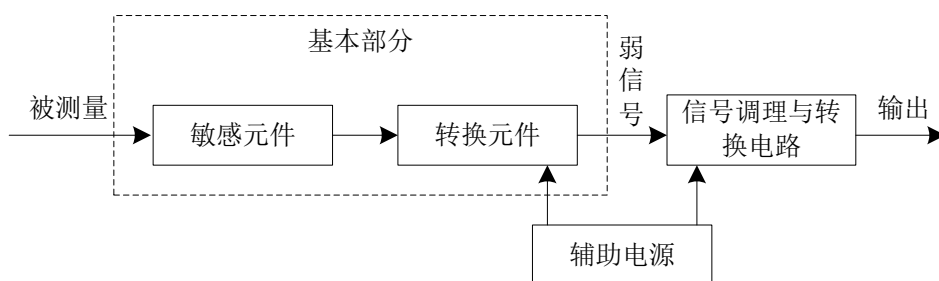 基本部分
弱
信
号
被测量
敏感元件
转换元件
信号调理与转
换电路
输出
辅助电源